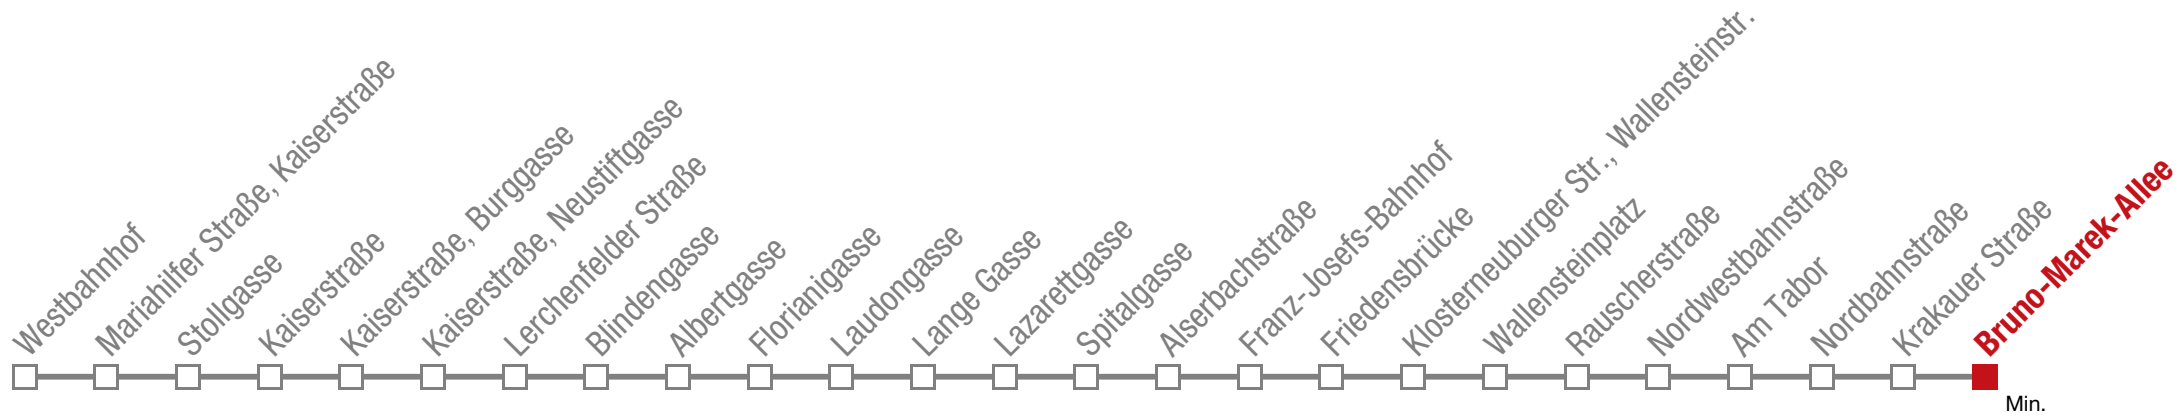 Westbahnhof
Mariahilfer Straße, Kaiserstraße
Stollgasse
Kaiserstraße
Kaiserstraße, Burggasse
Kaiserstraße, Neustiftgasse
Lerchenfelder Straße
Blindengasse
Albertgasse
Florianigasse
Laudongasse
Lange Gasse
Lazarettgasse
Spitalgasse
Alserbachstraße
Franz-Josefs-Bahnhof
Friedensbrücke
Klosterneuburger Str., Wallensteinstr.
Wallensteinplatz
Rauscherstraße
Nordwestbahnstraße
Am Tabor
Nordbahnstraße
Krakauer Straße
Bruno-Marek-Allee
Min.